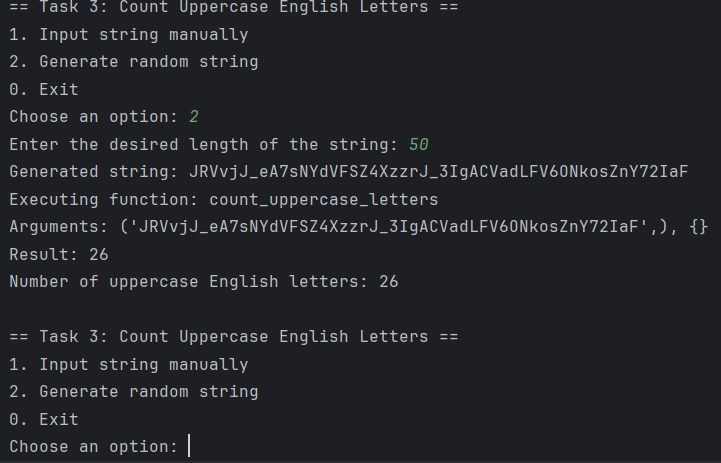 == Task 3: Count Uppercase English Letters ==
1. Input string manually
2. Generate random string
0. Exit
Choose an option: 2
Enter the desired length of the string: 50
Generated string: JRVvjJ_eA7sNYdVFSZ4XzzrJ_3IgACVadLFV6ONkosZnY72IaF
Executing function: count_uppercase_letters
Arguments: ('JRVvjJ_eA7sNYdVFSZ4XzzrJ_3IgACVadLFV6ONkosZnY72IaF',), {}
Result: 26
Number of uppercase English letters: 26
== Task 3: Count Uppercase English Letters ==
1. Input string manually
2. Generate random string
0. Exit
Choose an option: